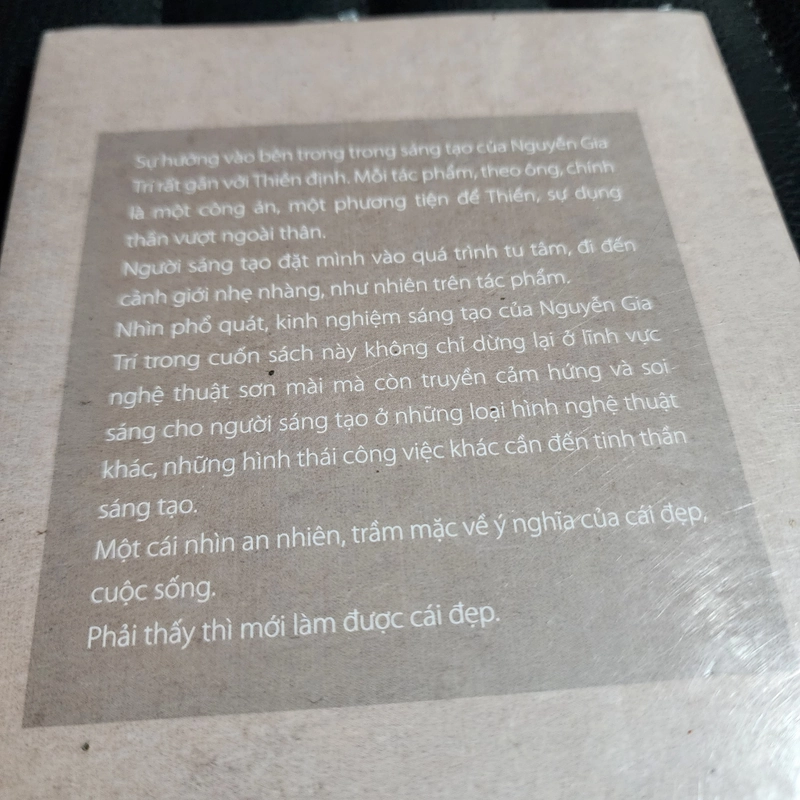 Sự hướng vào bên trong trong sáng tạo của Nguyễn Gia
Trí rất gần với Thiền định. Mỗi tác phẩm, theo ông, chính
là một công án, một phương tiện để Thiền, sự dụng
thần vượt ngoài thân.
Người sáng tạo đặt mình vào quá trình tu tâm, đi đến
cảnh giới nhẹ nhàng, như nhiên trên tác phẩm.
Nhìn phổ quát, kinh nghiệm sáng tạo của Nguyễn Gia
Trí trong cuốn sách này không chỉ dừng lại ở lĩnh vực
nghệ thuật sơn mài mà còn truyền cảm hứng và soi
sáng cho người sáng tạo ở những loại hình nghệ thuật
khác, những hình thái công việc khác cần đến tinh thần
sáng tạo.
Một cái nhìn an nhiên, trầm mặc về ý nghĩa của cái đẹp,
cuộc sống.
Phải thấy thì mới làm được cái đẹp.